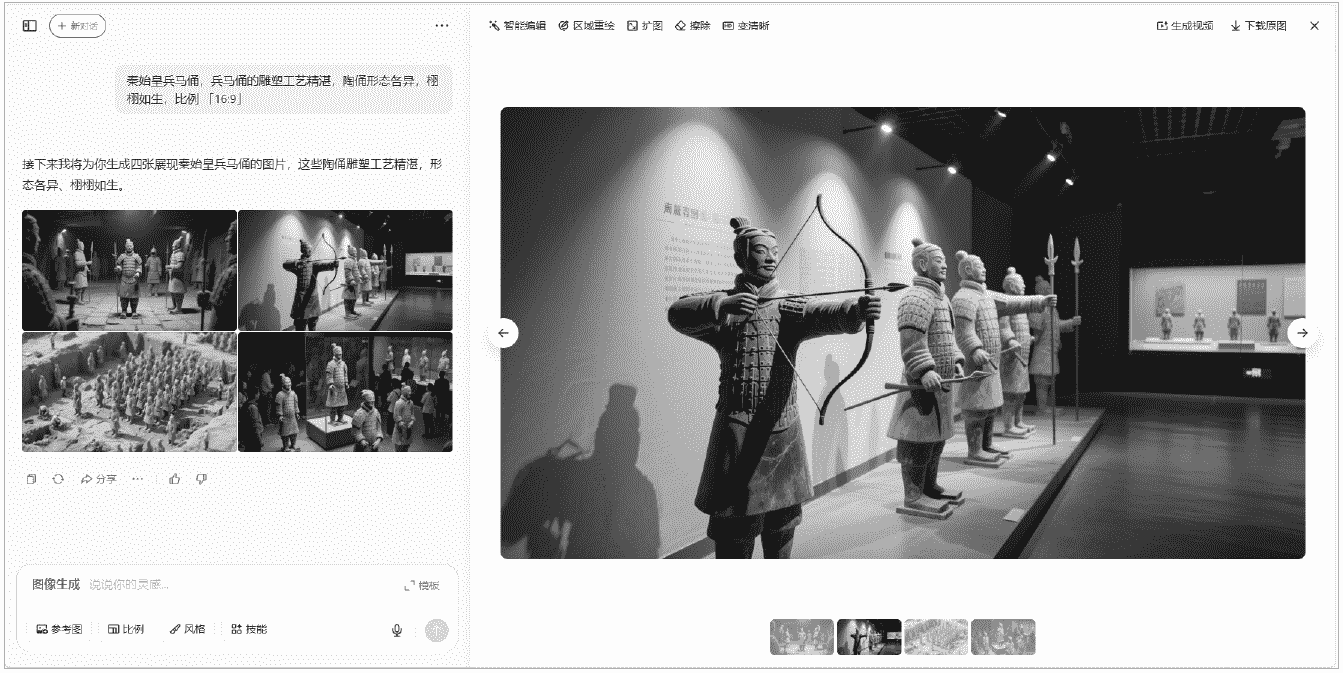 新对话
秦始皇兵马俑，兵马俑的雕塑工艺精湛，陶俑形态各异，栩
栩如生，比例「16:9」
接下来我将为你生成四张展现秦始皇兵马俑的图片，这些陶俑雕塑工艺精湛，形
态各异、栩栩如生。
分享
图像生成 说说你的灵感...
模板
参考图 比例 风格 技能
智能编辑 区域重绘 扩图 擦除 变清晰
生成视频 下载原图